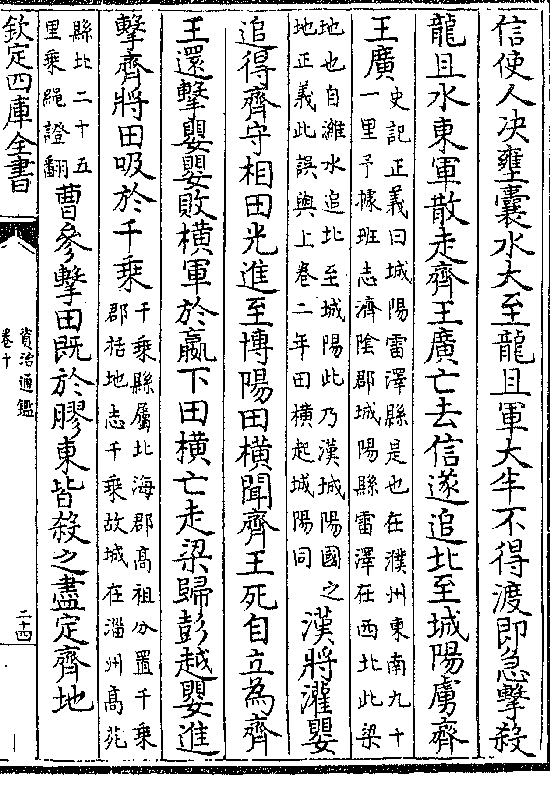 信使人决壅囊水大至龍且軍大半不得渡即急擊殺
龍且水東軍散走齊王廣亡去信遂追北至城陽虜齊
王廣
史記正義曰城陽雷澤縣是也在濮州東南九十
一里予據班志濟隂郡城陽縣雷澤在西北此梁
地也自濰水追北至城陽此乃漢城陽國之
地正義此誤與上卷二年田横起城陽同
漢將灌嬰
追得齊守相田光進至博陽田横聞齊王死自立為齊
王還擊嬰嬰敗横軍於嬴下田横亡走梁歸彭越嬰進
擊齊將田吸於千乘
千乘縣屬北海郡髙祖分置千乘
郡括地志千乘故城在淄州髙苑
縣北二十五
里乘繩證翻
曹參擊田既於膠東皆殺之盡定齊地
欽定四庫全書
資治通鑑
卷十
二十四